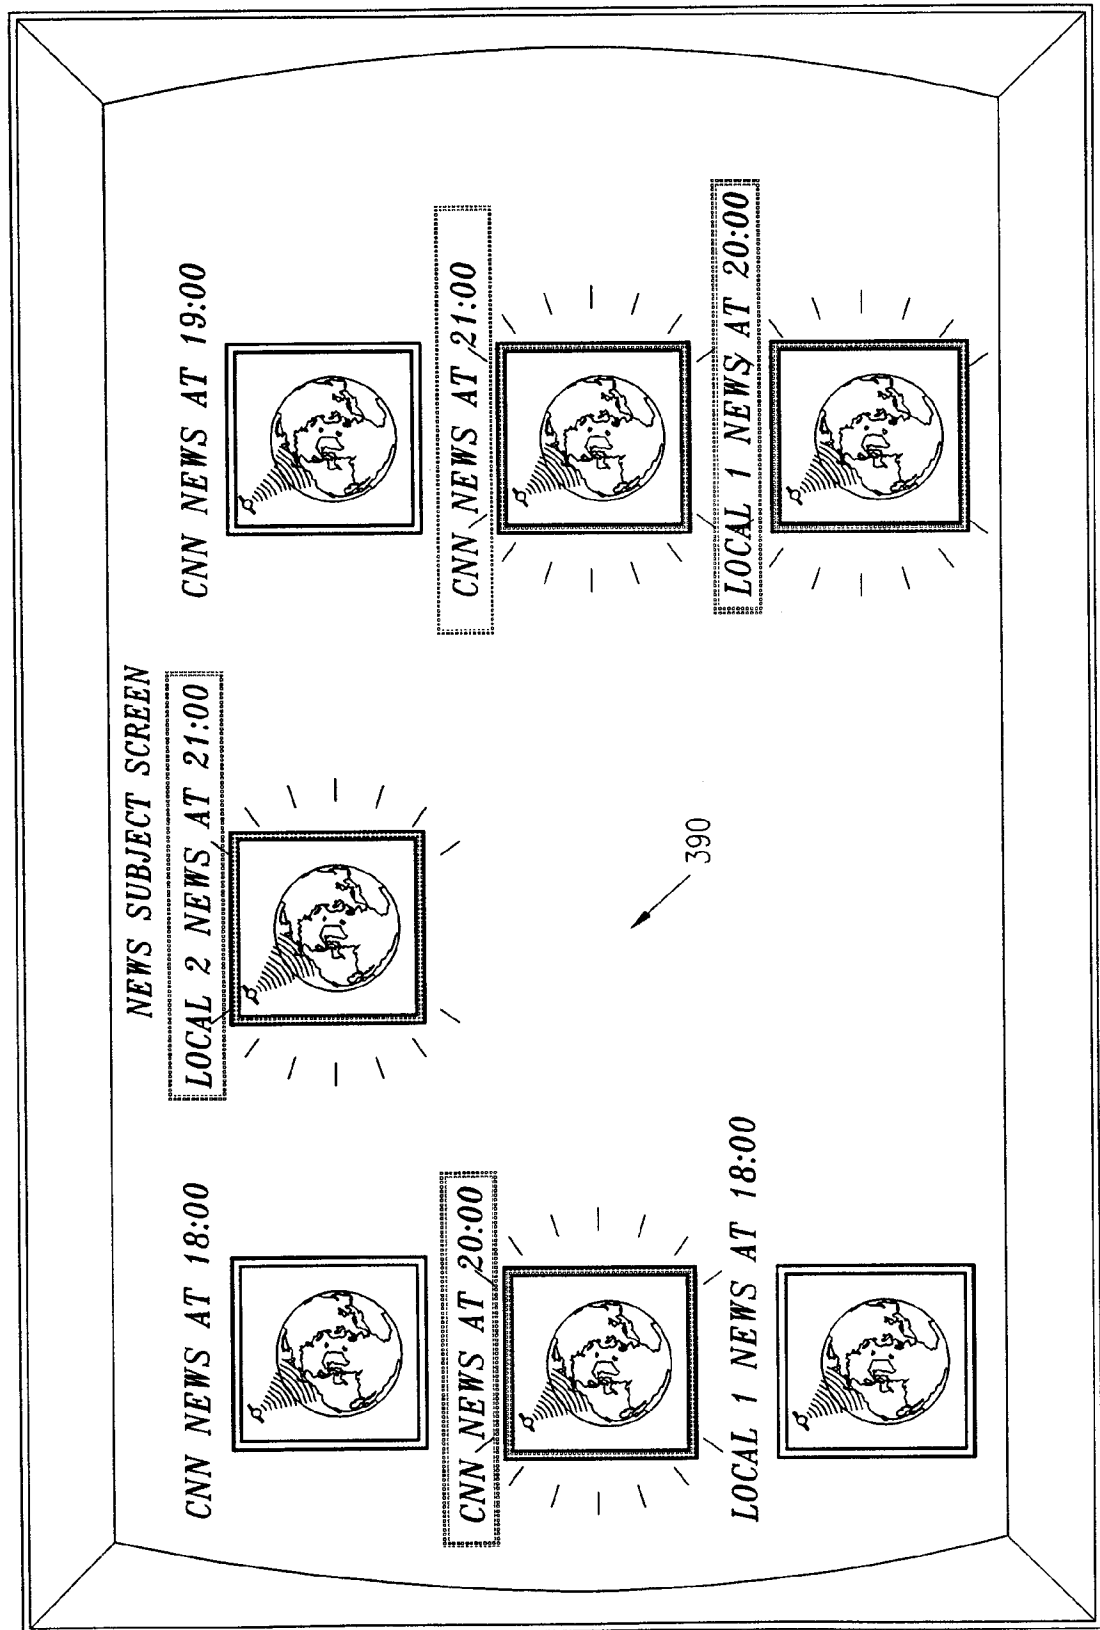 NEWS SUBJECT SCREEN
CNN NEWS AT 18:00
LOCAL 2 NEWS AT 21:00
CNN NEWS AT 19:00
CNN NEWS AT 20:00
CNN NEWS AT 21:00
LOCAL 1 NEWS AT 18:00
LOCAL 1 NEWS AT 20:00
390